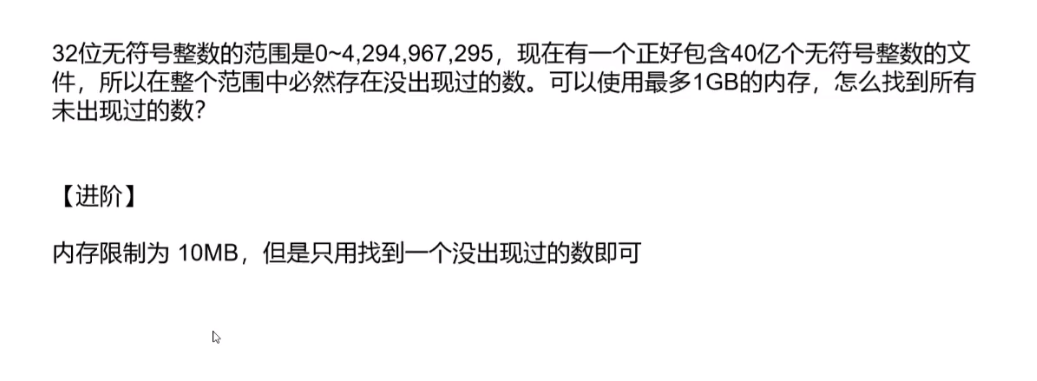 32位无符号整数的范围是0~4,294,967,295，现在有一个正好包含40亿个无符号整数的文
件，所以在整个范围中必然存在没出现过的数。可以使用最多1GB的内存，怎么找到所有
未出现过的数？
【进阶】
内存限制为 10MB，但是只用找到一个没出现过的数即可